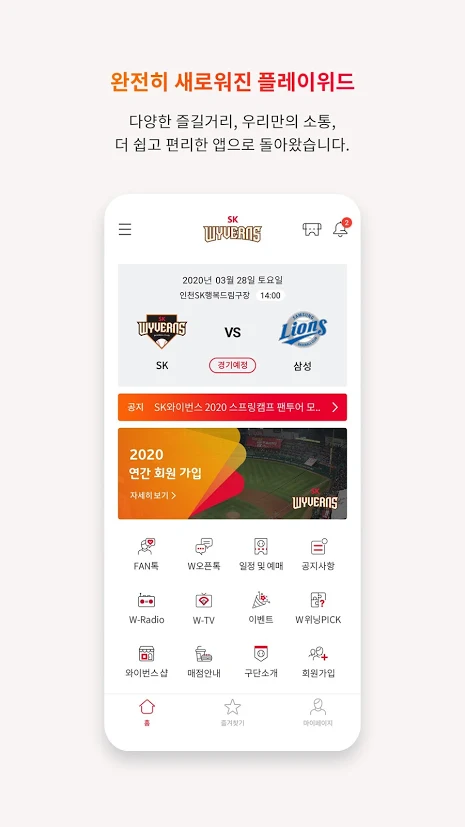 완전히 새로워진 플레이위드
다양한 즐길거리, 우리만의 소통,
더 쉽고 편리한 앱으로 돌아왔습니다.
SK
WYVERNS
2
2020년 03월 28일 토요일
인천SK행복드림구장 14:00
SK
WYVERNS
VS
SAMSUNG
Lions
SK 경기예정 삼성
공지 SK와이번스 2020 스프링캠프 팬투어 모..
2020
연간 회원 가입
자세히 보기
SK
WYVERNS
FAN톡 W오픈톡 일정 및 예매 공지사항
W-Radio W-TV 이벤트 W위닝PICK
와이번스샵 매점안내 구단소개 회원가입
홈 즐겨찾기 마이페이지